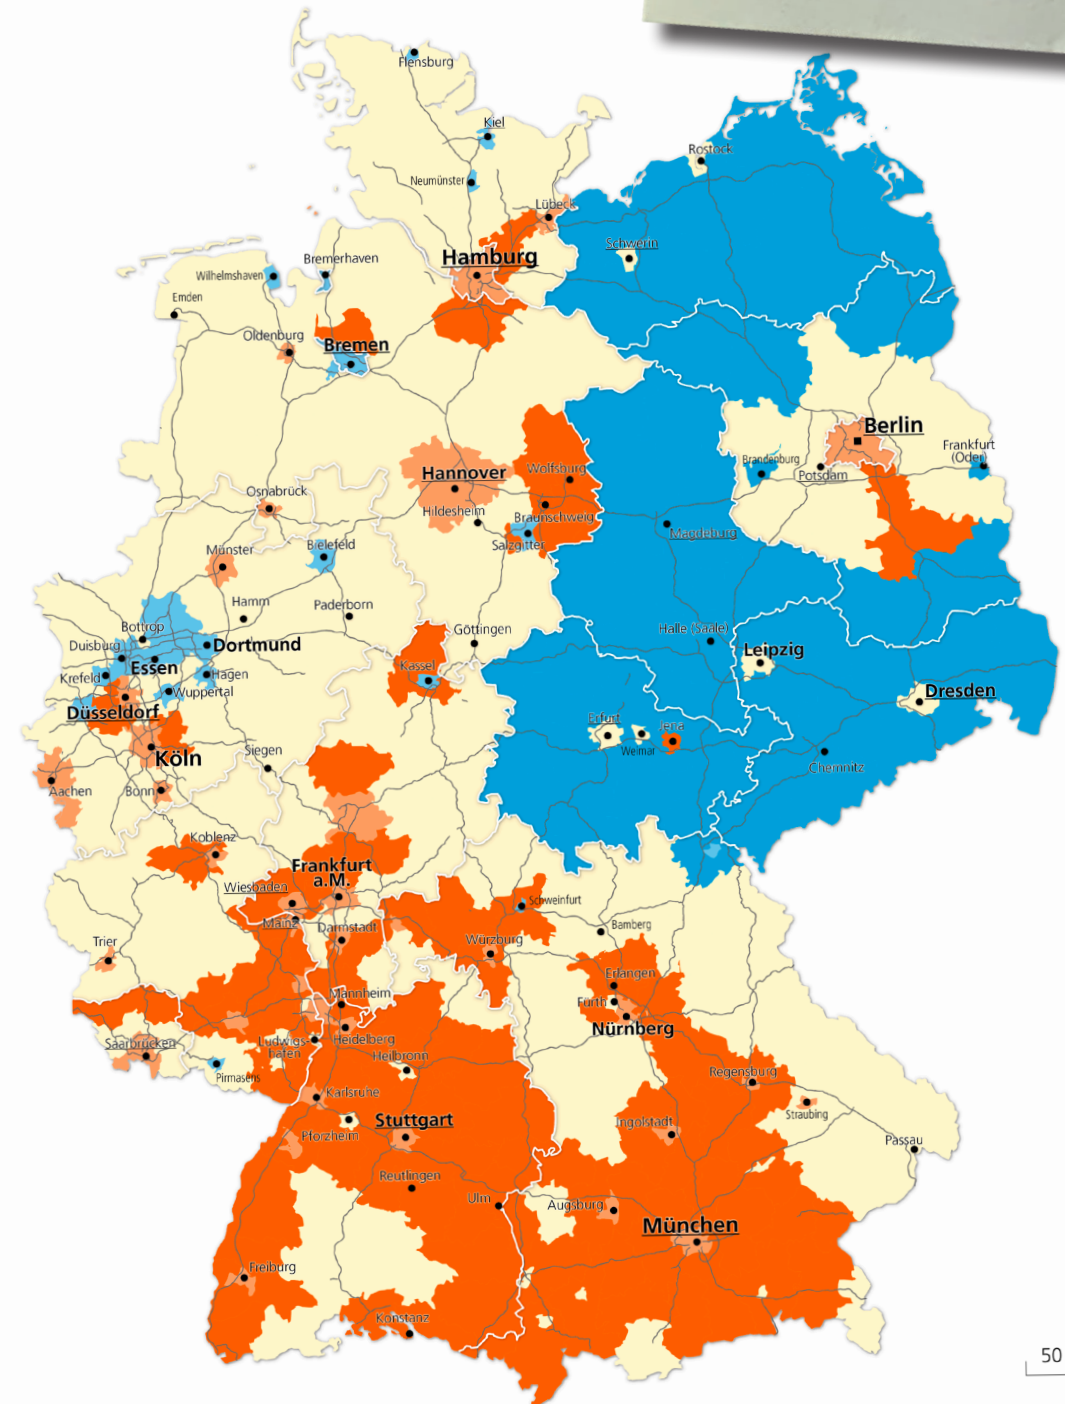 Flensburg
Kiel
Rostock
Neumünster
Lübeck
Schwerin
Hamburg
Wilhelmshaven
Bremerhaven
Emden
Oldenburg
Bremen
Berlin
Frankfurt
(Oder)
Brandenburg
Potsdam
Hannover
Wolfsburg
Osnabrück
Hildesheim
Braunschweig
Salzgitter
Magdeburg
Münster
Bielefeld
Hamm
Paderborn
Göttingen
Halle (Saale)
Leipzig
Bottrop
Duisburg
Dortmund
Essen
Krefeld
Hagen
Wuppertal
Kassel
Düsseldorf
Dresden
Erfurt
Weimar
Jena
Chemnitz
Köln
Siegen
Aachen
Bonn
Koblenz
Frankfurt
a.M.
Wiesbaden
Mainz
Darmstadt
Schweinfurt
Bamberg
Würzburg
Trier
Erlangen
Fürth
Nürnberg
Mannheim
Saarbrücken
Ludwigs-
hafen
Heidelberg
Heilbronn
Pirmasens
Regensburg
Karlsruhe
Straubing
Stuttgart
Ingolstadt
Pforzheim
Passau
Reutlingen
Ulm
Augsburg
München
Freiburg
Konstanz
50